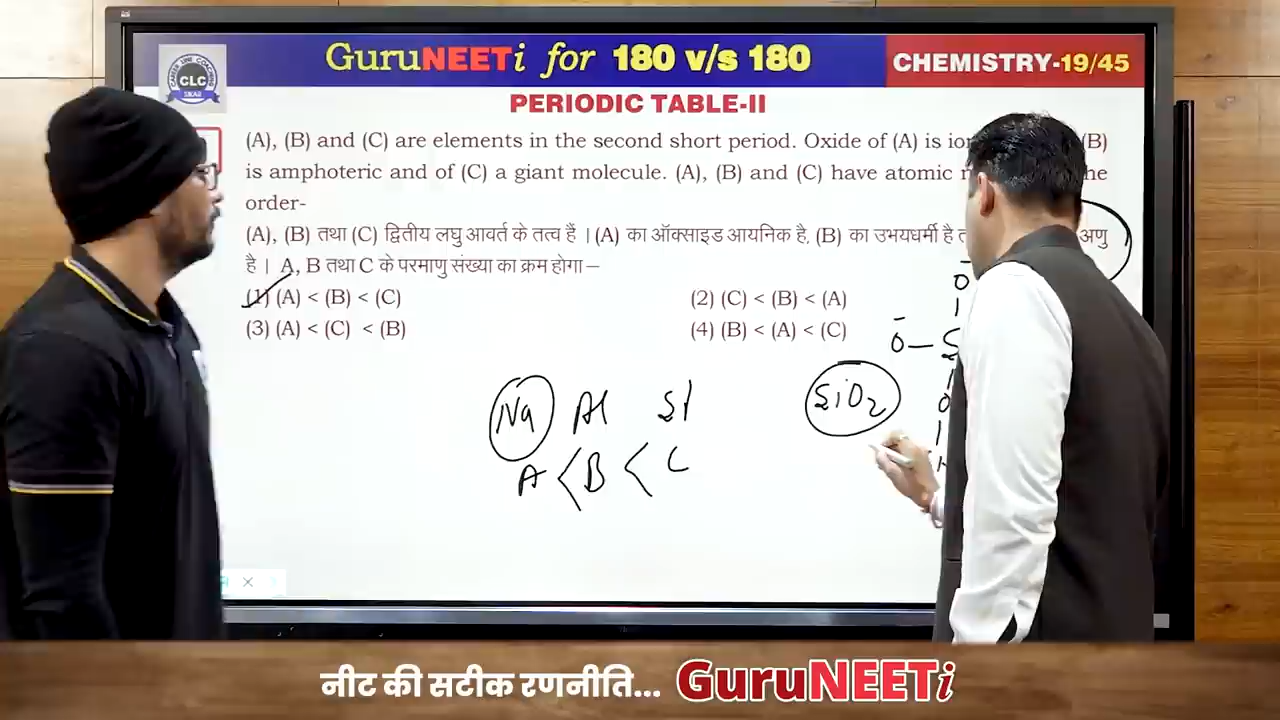 GuruNEETi for 180 v/s 180
CHEMISTRY-19/45
CLC
SIKAR
PERIODIC TABLE-II
(A), (B) and (C) are elements in the second short period. Oxide of (A) is (B)
is amphoteric and of (C) a giant molecule. (A), (B) and (C) have atomic
order-
(A), (B) तथा (C) द्वितीय लघु आवर्त के तत्व हैं । (A) का ऑक्साइड आयनिक है, (B) का उभयधर्मी है अणु
है । A, B तथा C के परमाणु संख्या का क्रम होगा–
(1) (A) < (B) < (C)
(2) (C) < (B) < (A)
(3) (A) < (C) < (B)
(4) (B) < (A) < (C)
Na Al Si
A < B < C
SiO2
नीट की सटीक रणनीति... GuruNEETi